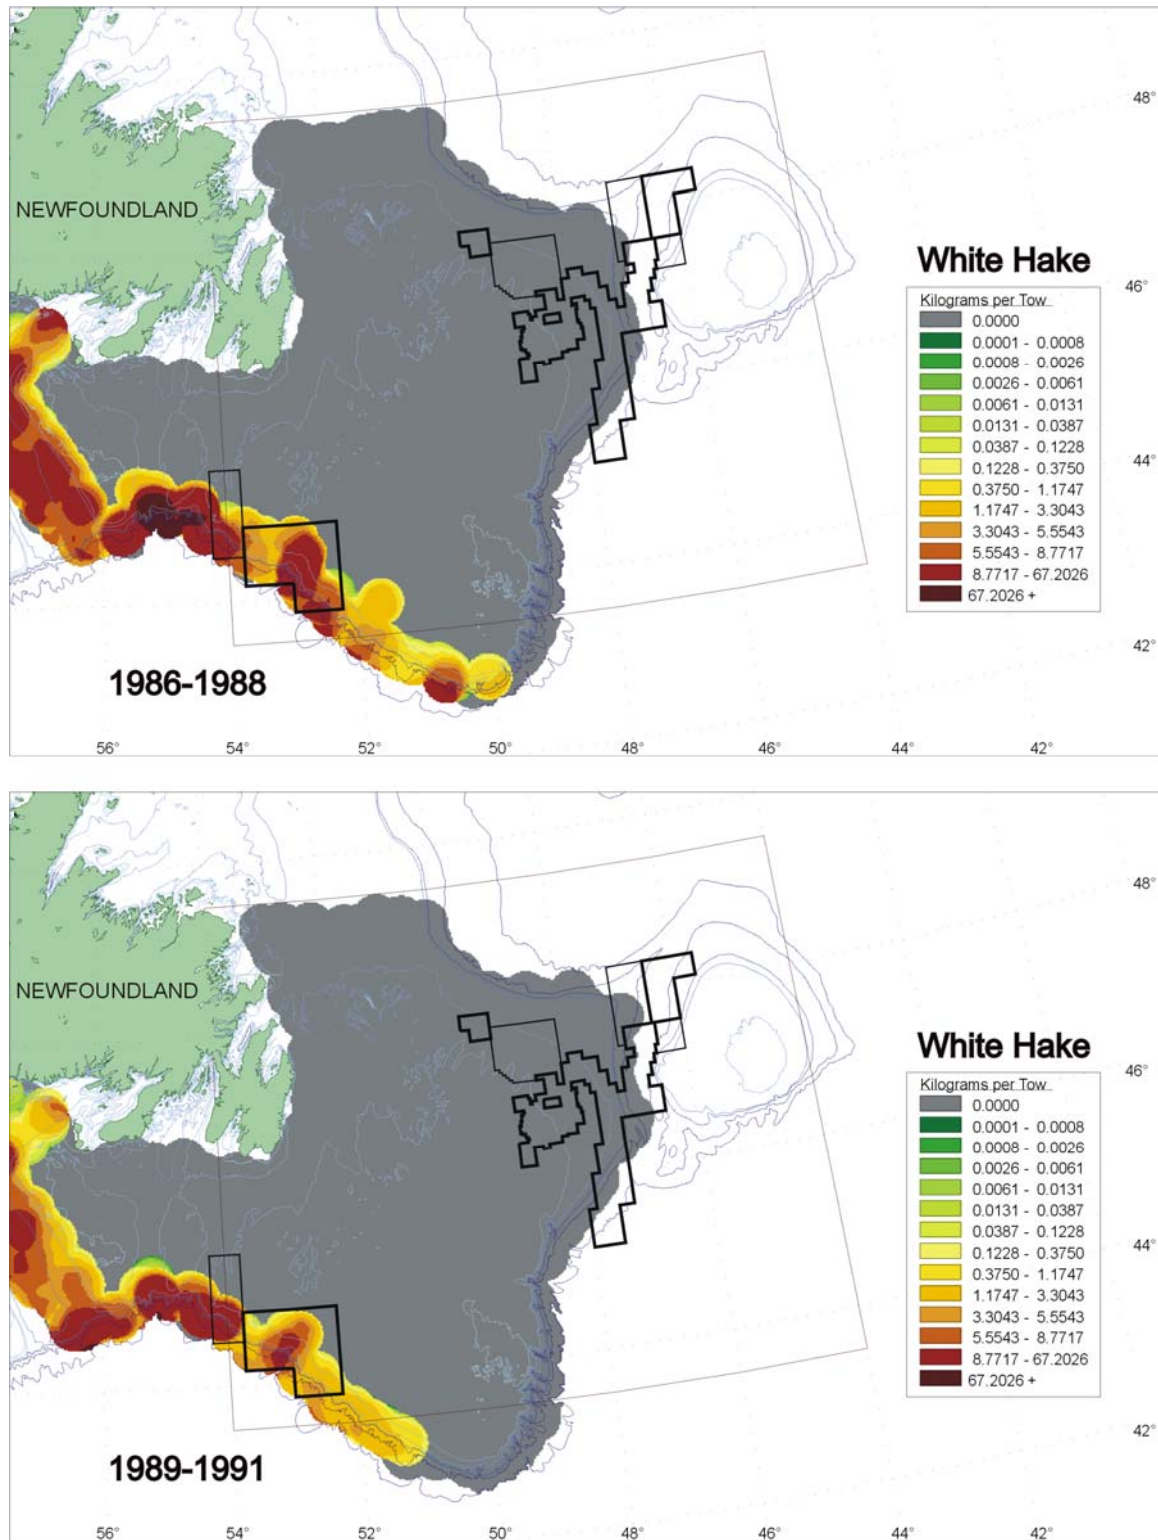 48°
NEWFOUNDLAND
White Hake
46°
Kilograms per Tow
0.0000
0.0001 - 0.0008
0.0008 - 0.0026
0.0026 - 0.0061
0.0061 - 0.0131
0.0131 - 0.0387
0.0387 - 0.1228
0.1228 - 0.3750
0.3750 - 1.1747
1.1747 - 3.3043
3.3043 - 5.5543
5.5543 - 8.7717
8.7717 - 67.2026
67.2026 +
44°
42°
1986-1988
56° 54° 52° 50° 48° 46° 44° 42°
48°
NEWFOUNDLAND
White Hake
46°
Kilograms per Tow
0.0000
0.0001 - 0.0008
0.0008 - 0.0026
0.0026 - 0.0061
0.0061 - 0.0131
0.0131 - 0.0387
0.0387 - 0.1228
0.1228 - 0.3750
0.3750 - 1.1747
1.1747 - 3.3043
3.3043 - 5.5543
5.5543 - 8.7717
8.7717 - 67.2026
67.2026 +
44°
42°
1989-1991
56° 54° 52° 50° 48° 46° 44° 42°